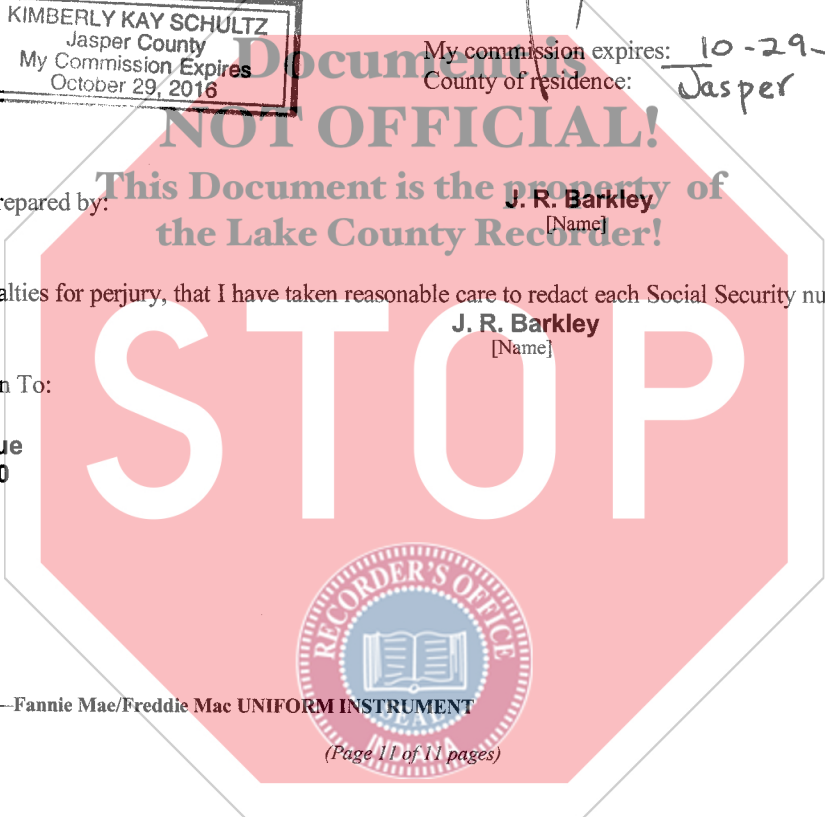 KIMBERLY KAY SCHULTZ
Jasper County
My Commission Expires
October 29, 2016
My commission expires: 10-29-
County of residence: Jasper
Document is
NOT OFFICIAL!
This Document is the property of
the Lake County Recorder!
repared by:
J. R. Barkley
[Name]
alties for perjury, that I have taken reasonable care to redact each Social Security nu
J. R. Barkley
[Name]
n To:
ue
0
STOP
RECORDER'S OFFICE
SEAL
INDIANA
—Fannie Mae/Freddie Mac UNIFORM INSTRUMENT
(Page 11 of 11 pages)